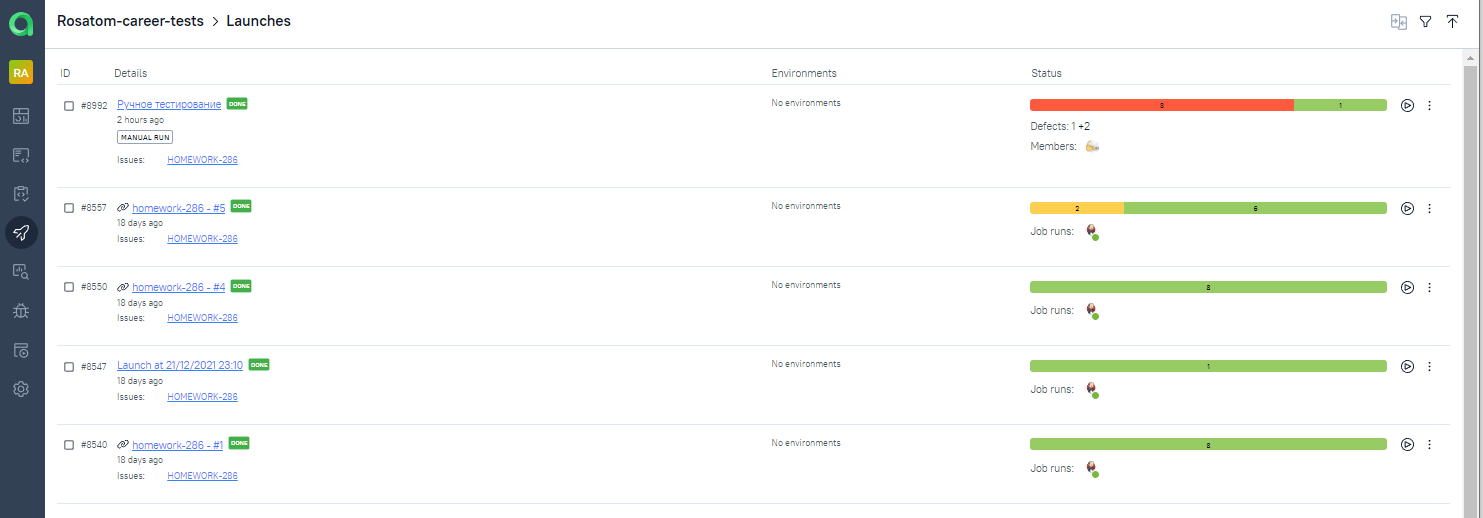 Rosatom-career-tests > Launches
RA
ID Details Environments Status
#8992 Ручное тестирование DONE No environments 3 1
2 hours ago
MANUAL RUN
Defects: 1 +2
Members:
Issues: HOMEWORK-286
#8557 homework-286 - #5 DONE No environments 2 6
18 days ago
Job runs:
Issues: HOMEWORK-286
#8550 homework-286 - #4 DONE No environments 8
18 days ago
Job runs:
Issues: HOMEWORK-286
#8547 Launch at 21/12/2021 23:10 DONE No environments 1
18 days ago
Job runs:
Issues: HOMEWORK-286
#8540 homework-286 - #1 DONE No environments 8
18 days ago
Job runs:
Issues: HOMEWORK-286